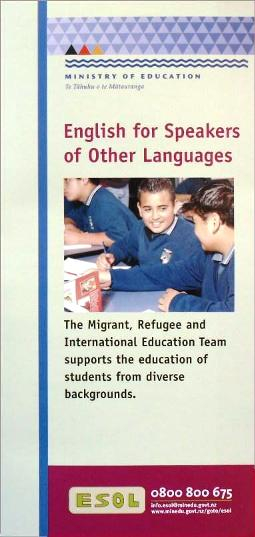 MINISTRY OF EDUCATION
Te Tāhuhu o te Mātauranga
English for Speakers
of Other Languages
The Migrant, Refugee and
International Education Team
supports the education of
students from diverse
backgrounds.
ESOL
0800 800 675
info.esol@minedu.govt.nz
www.minedu.govt.nz/goto/esol